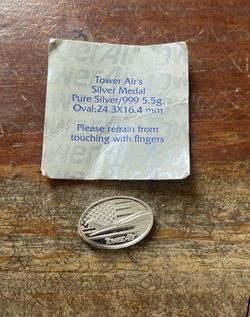 Tower Air's
Silver Medal
Pure Silver/999 5.5g.
Oval:24.3X16.4 mm
Please refrain from
touching with fingers
TOWERAIR